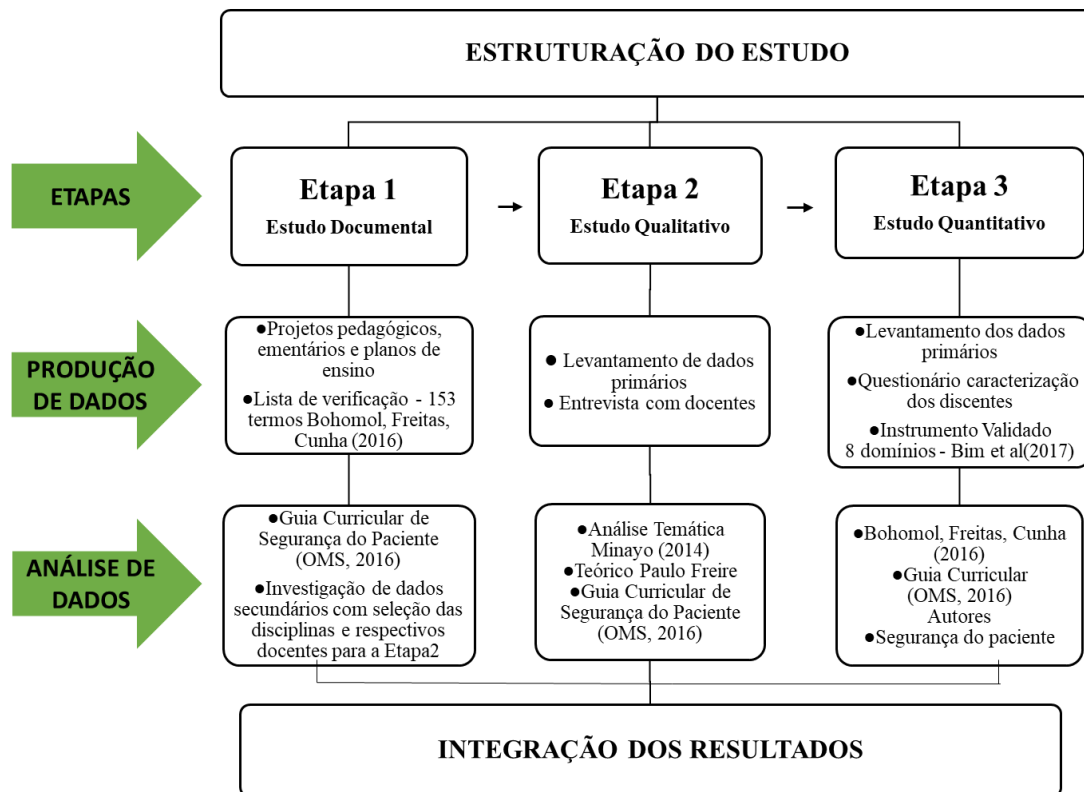 ESTRUTURAÇÃO DO ESTUDO
ETAPAS
Etapa 1
Estudo Documental
Etapa 2
Estudo Qualitativo
Etapa 3
Estudo Quantitativo
PRODUÇÃO
DE DADOS
●Projetos pedagógicos,
ementários e planos de
ensino
●Lista de verificação - 153
termos Bohomol, Freitas,
Cunha (2016)
● Levantamento de dados
primários
● Entrevista com docentes
●Levantamento dos dados
primários
●Questionário caracterização
dos discentes
●Instrumento Validado
8 domínios - Bim et al(2017)
ANÁLISE DE
DADOS
●Guia Curricular de
Segurança do Paciente
(OMS, 2016)
●Investigação de dados
secundários com seleção das
disciplinas e respectivos
docentes para a Etapa2
●Análise Temática
Minayo (2014)
●Teórico Paulo Freire
●Guia Curricular de
Segurança do Paciente
(OMS, 2016)
●Bohomol, Freitas, Cunha
(2016)
●Guia Curricular
(OMS, 2016)
Autores
●Segurança do paciente
INTEGRAÇÃO DOS RESULTADOS